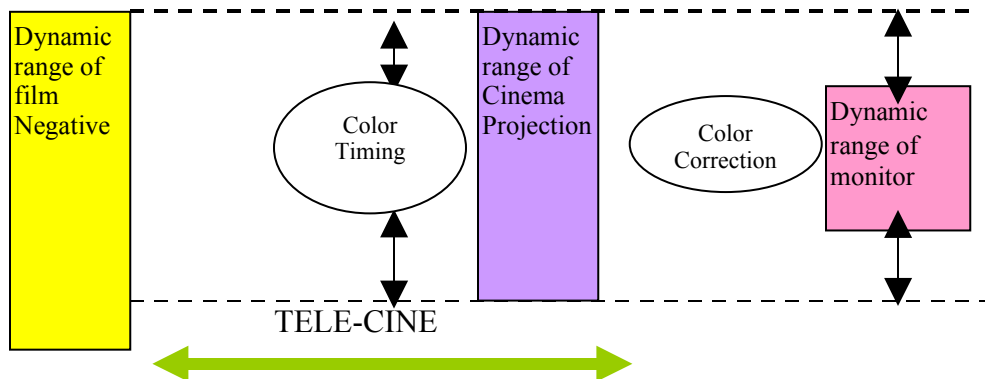 Dynamic
range of
film
Negative
Color
Timing
Dynamic
range of
Cinema
Projection
Color
Correction
Dynamic
range of
monitor
TELE-CINE